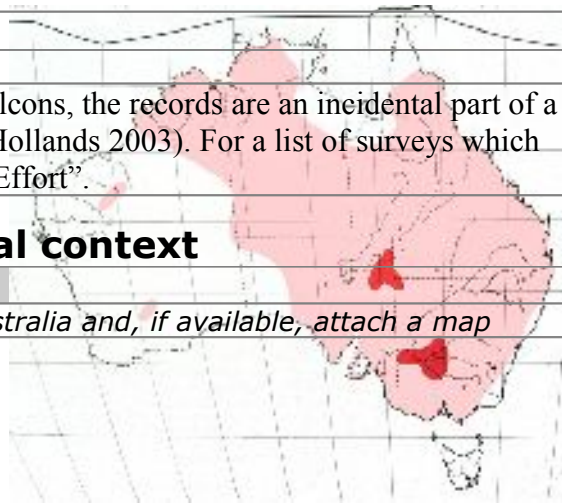 lcons, the records are an incidental part of a
Hollands 2003). For a list of surveys which
Effort”.
al context
stralia and, if available, attach a map